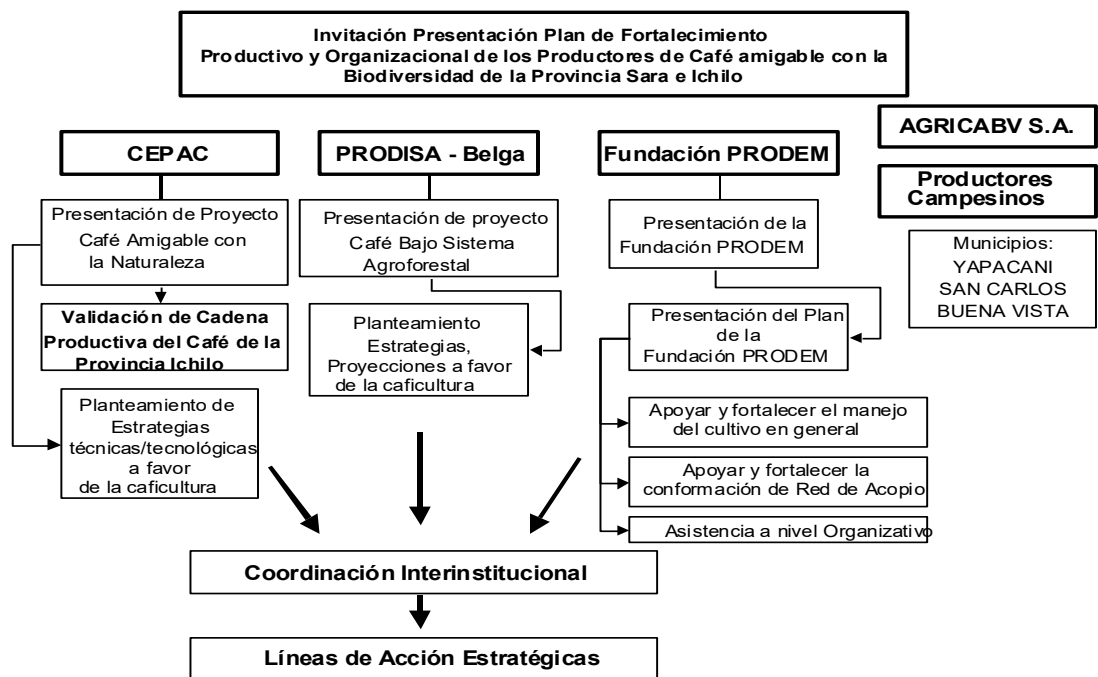 Invitación Presentación Plan de Fortalecimiento
Productivo y Organizacional de los Productores de Café amigable con la
Biodiversidad de la Provincia Sara e Ichilo
CEPAC
Presentación de Proyecto
Café Amigable con
la Naturaleza
Validación de Cadena
Productiva del Café de la
Provincia Ichilo
Planteamiento de
Estrategias
técnicas/tecnológicas
a favor
de la caficultura
PRODISA - Belga
Presentación de proyecto
Café Bajo Sistema
Agroforestal
Planteamiento
Estrategias,
Proyecciones a favor
de la caficultura
Fundación PRODEM
Presentación de la
Fundación PRODEM
Presentación del Plan
de la
Fundación PRODEM
Apoyar y fortalecer el manejo
del cultivo en general
Apoyar y fortalecer la
conformación de Red de Acopio
Asistencia a nivel Organizativo
AGRICABV S.A.
Productores
Campesinos
Municipios:
YAPACANI
SAN CARLOS
BUENA VISTA
Coordinación Interinstitucional
Líneas de Acción Estratégicas